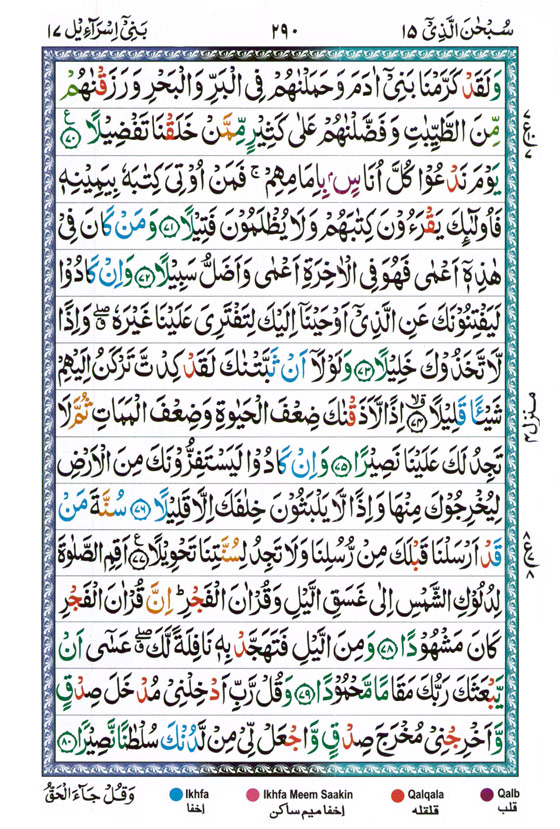 سُبْحٰنَ الَّذِيْۤ ١٥ ٢٩٠ بَنِيْۤ اِسْرَآءِيْل ١٧
وَلَقَدْ كَرَّمْنَا بَنِيْۤ اٰدَمَ وَحَمَلْنٰهُمْ فِي الْبَرِّ وَالْبَحْرِ وَرَزَقْنٰهُمْ
مِّنَ الطَّيِّبٰتِ وَفَضَّلْنٰهُمْ عَلٰى كَثِيْرٍ مِّمَّنْ خَلَقْنَا تَفْضِيْلًا ﴿٧٠﴾ ع
يَوْمَ نَدْعُوْا كُلَّ اُنَاسٍۭ بِاِمَامِهِمْ ۚ فَمَنْ اُوْتِيَ كِتٰبَهٗ بِيَمِيْنِهٖ
فَاُولٰٓئِكَ يَقْرَءُوْنَ كِتٰبَهُمْ وَلَا يُظْلَمُوْنَ فَتِيْلًا ﴿٧١﴾ وَمَنْ كَانَ فِيْ
هٰذِهٖۤ اَعْمٰى فَهُوَ فِي الْاٰخِرَةِ اَعْمٰى وَاَضَلُّ سَبِيْلًا ﴿٧٢﴾ وَاِنْ كَادُوْا
لَيَفْتِنُوْنَكَ عَنِ الَّذِيْۤ اَوْحَيْنَاۤ اِلَيْكَ لِتَفْتَرِيَ عَلَيْنَا غَيْرَهٗ ۖ وَاِذًا
لَّاتَّخَذُوْكَ خَلِيْلًا ﴿٧٣﴾ وَلَوْلَاۤ اَنْ ثَبَّتْنٰكَ لَقَدْ كِدْتَّ تَرْكَنُ اِلَيْهِمْ
شَيْـًٔا قَلِيْلًا ﴿٧٤﴾ اِذًا لَّاَذَقْنٰكَ ضِعْفَ الْحَيٰوةِ وَضِعْفَ الْمَمَاتِ ثُمَّ لَا
تَجِدُ لَكَ عَلَيْنَا نَصِيْرًا ﴿٧٥﴾ وَاِنْ كَادُوْا لَيَسْتَفِزُّوْنَكَ مِنَ الْاَرْضِ
لِيُخْرِجُوْكَ مِنْهَا وَاِذًا لَّا يَلْبَثُوْنَ خِلٰفَكَ اِلَّا قَلِيْلًا ﴿٧٦﴾ سُنَّةَ مَنْ
قَدْ اَرْسَلْنَا قَبْلَكَ مِنْ رُّسُلِنَا وَلَا تَجِدُ لِسُنَّتِنَا تَحْوِيْلًا ﴿٧٧﴾ ع اَقِمِ الصَّلٰوةَ
لِدُلُوْكِ الشَّمْسِ اِلٰى غَسَقِ الَّيْلِ وَقُرْاٰنَ الْفَجْرِ ؕ اِنَّ قُرْاٰنَ الْفَجْرِ
كَانَ مَشْهُوْدًا ﴿٧٨﴾ وَمِنَ الَّيْلِ فَتَهَجَّدْ بِهٖ نَافِلَةً لَّكَ ۖ عَسٰۤى اَنْ
يَّبْعَثَكَ رَبُّكَ مَقَامًا مَّحْمُوْدًا ﴿٧٩﴾ وَقُلْ رَّبِّ اَدْخِلْنِيْ مُدْخَلَ صِدْقٍ
وَّاَخْرِجْنِيْ مُخْرَجَ صِدْقٍ وَّاجْعَلْ لِّيْ مِنْ لَّدُنْكَ سُلْطٰنًا نَّصِيْرًا ﴿٨٠﴾
منزل ٤
وَقُلْ جَآءَ الْحَقُّ
Ikhfa اخفا
Ikhfa Meem Saakin اخفا میم ساکن
Qalqala قلقله
Qalb قلب